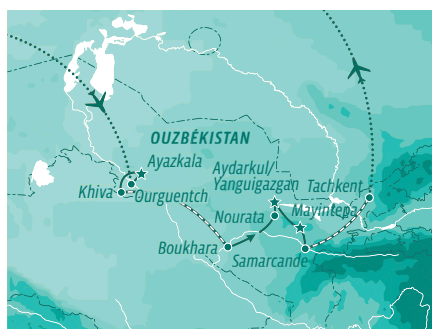 OUZBÉKISTAN
Ayazkala
Aydarkul/
Yanguigazgan
Tachkent
Khiva
Ourguentch
Mayintepa
Nourata
Boukhara
Samarcande